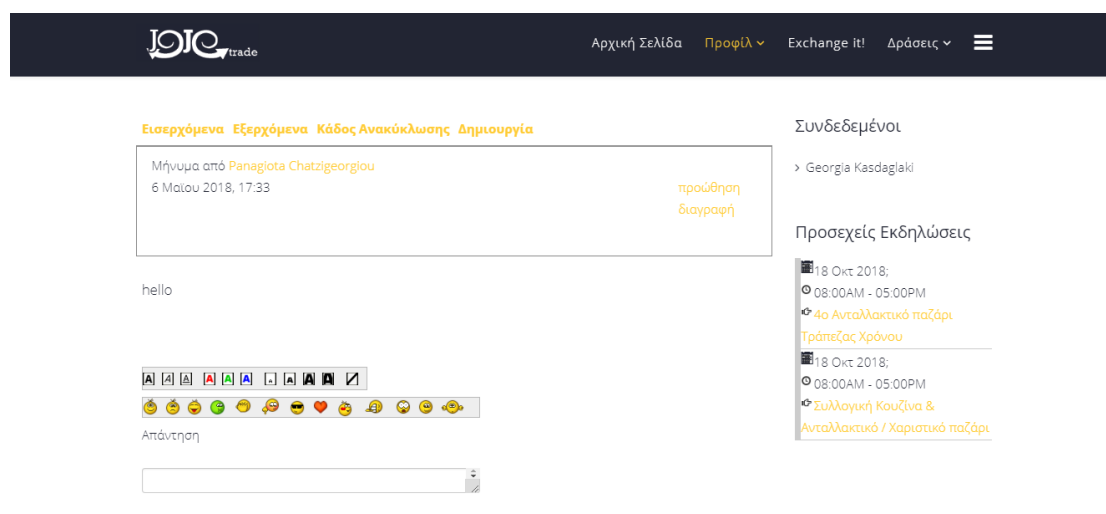 JOJO trade
Αρχική Σελίδα Προφίλ Exchange it! Δράσεις
Εισερχόμενα Εξερχόμενα Κάδος Ανακύκλωσης Δημιουργία
Μήνυμα από Panagiota Chatzigeorgiou
6 Μαΐου 2018, 17:33
προώθηση
διαγραφή
hello
A A A A A A A A A A
Απάντηση
Συνδεδεμένοι
Georgia Kasdaglaki
Προσεχείς Εκδηλώσεις
18 Οκτ 2018;
08:00AM - 05:00PM
4ο Ανταλλακτικό παζάρι
Τράπεζας Χρόνου
18 Οκτ 2018;
08:00AM - 05:00PM
Συλλογική Κουζίνα &
Ανταλλακτικό / Χαριστικό παζάρι